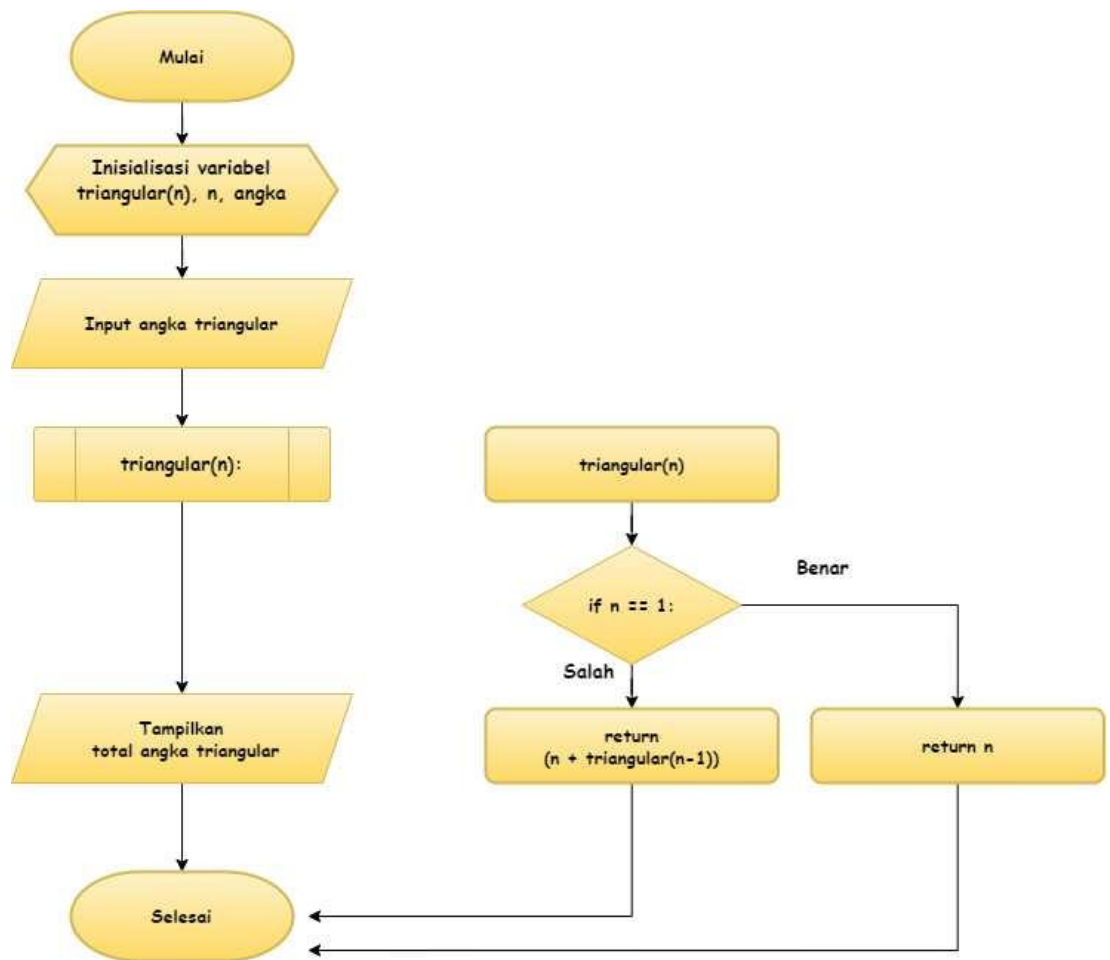 Mulai
Inisialisasi variabel
triangular(n), n, angka
Input angka triangular
triangular(n):
Tampilkan
total angka triangular
Selesai
triangular(n)
if n == 1:
Benar
Salah
return
(n + triangular(n-1))
return n